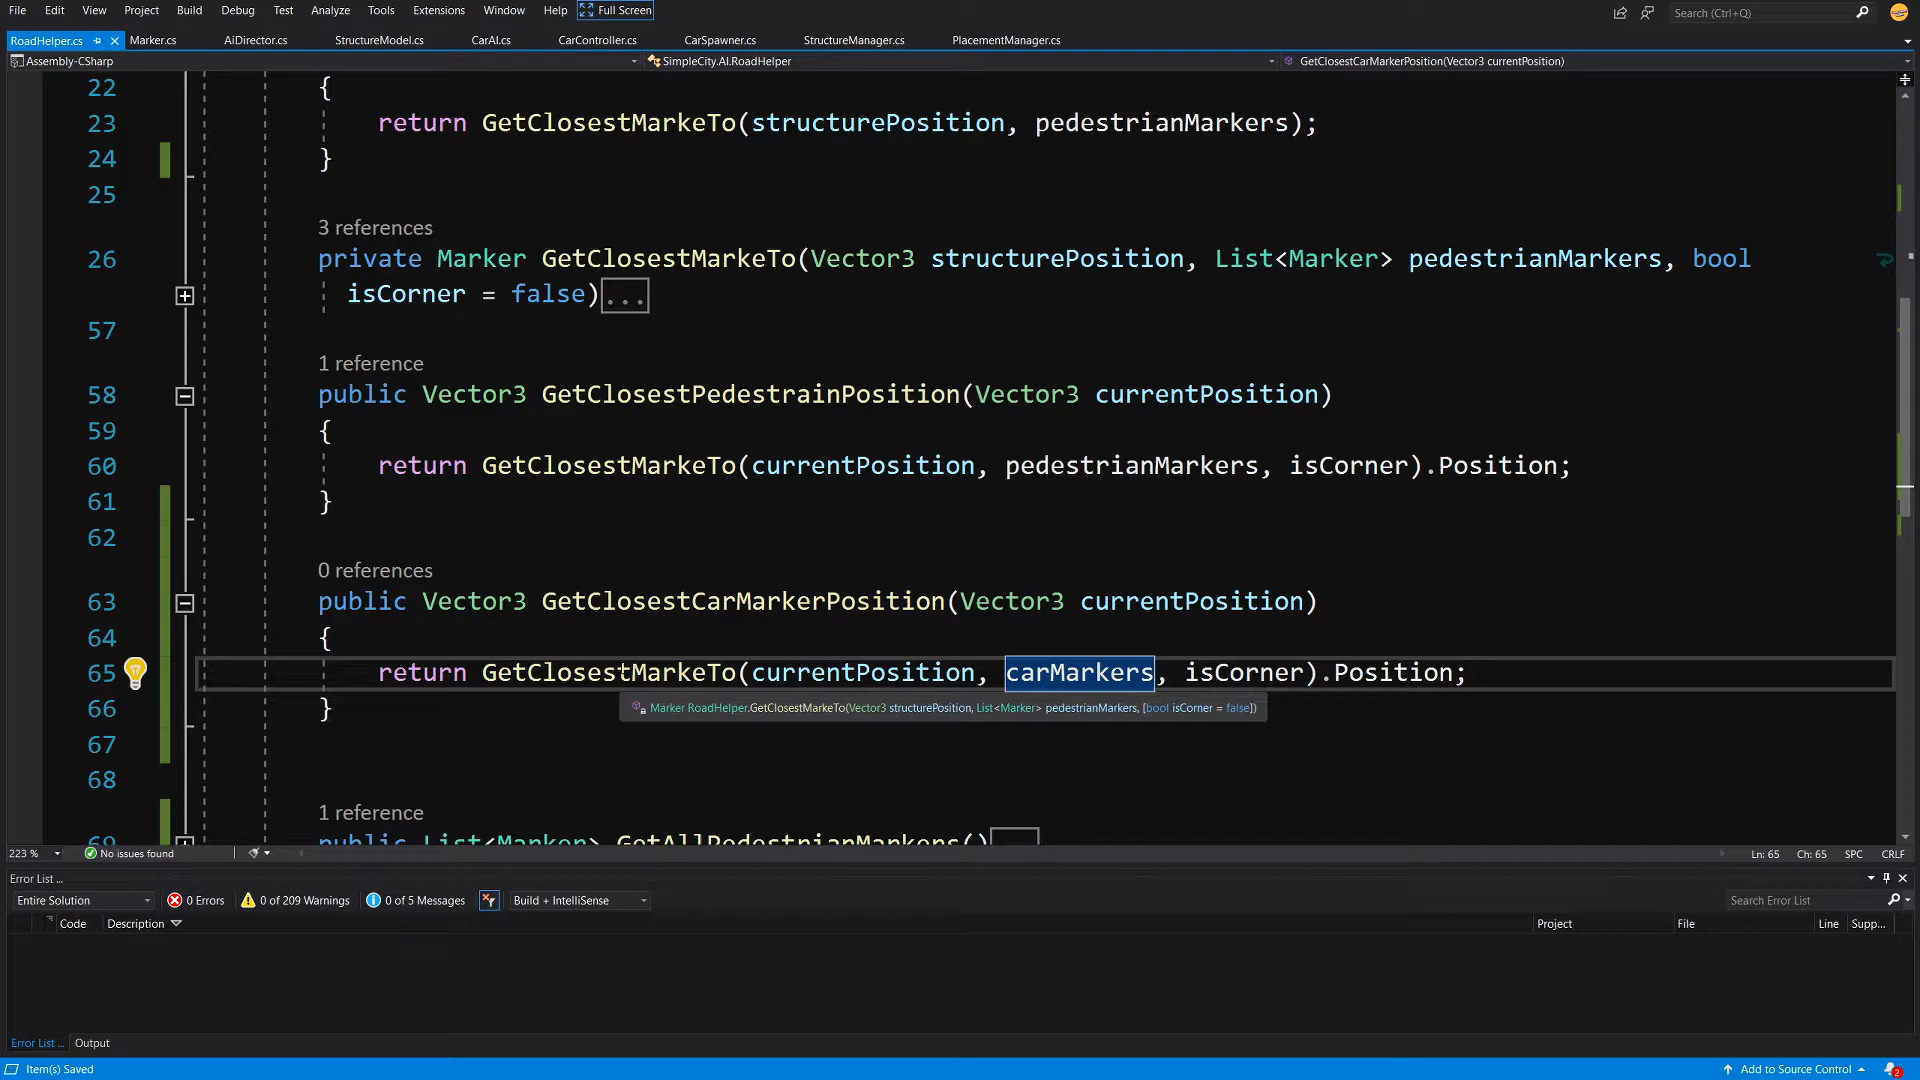 File Edit View Project Build Debug Test Analyze Tools Extensions Window Help Full Screen Search (Ctrl+Q)
RoadHelper.cs Marker.cs AiDirector.cs StructureModel.cs CarAI.cs CarController.cs CarSpawner.cs StructureManager.cs PlacementManager.cs
Assembly-CSharp SimpleCity.AI.RoadHelper GetClosestCarMarkerPosition(Vector3 currentPosition)
22 {
23 return GetClosestMarkeTo(structurePosition, pedestrianMarkers);
24 }
25
3 references
26 private Marker GetClosestMarkeTo(Vector3 structurePosition, List<Marker> pedestrianMarkers, bool
isCorner = false)...
57
1 reference
58 public Vector3 GetClosestPedestrainPosition(Vector3 currentPosition)
59 {
60 return GetClosestMarkeTo(currentPosition, pedestrianMarkers, isCorner).Position;
61 }
62
0 references
63 public Vector3 GetClosestCarMarkerPosition(Vector3 currentPosition)
64 {
65 return GetClosestMarkeTo(currentPosition, carMarkers, isCorner).Position;
66 }
Marker RoadHelper.GetClosestMarkeTo(Vector3 structurePosition, List<Marker> pedestrianMarkers, [bool isCorner = false])
67
68
1 reference
69 public List<Marker> GetAllPedestrianMarkers()
223 % No issues found Ln: 65 Ch: 65 SPC CRLF
Error List ...
Entire Solution 0 Errors 0 of 209 Warnings 0 of 5 Messages Build + IntelliSense Search Error List
Code Description Project File Line Supp...
Error List ... Output
Item(s) Saved Add to Source Control 2